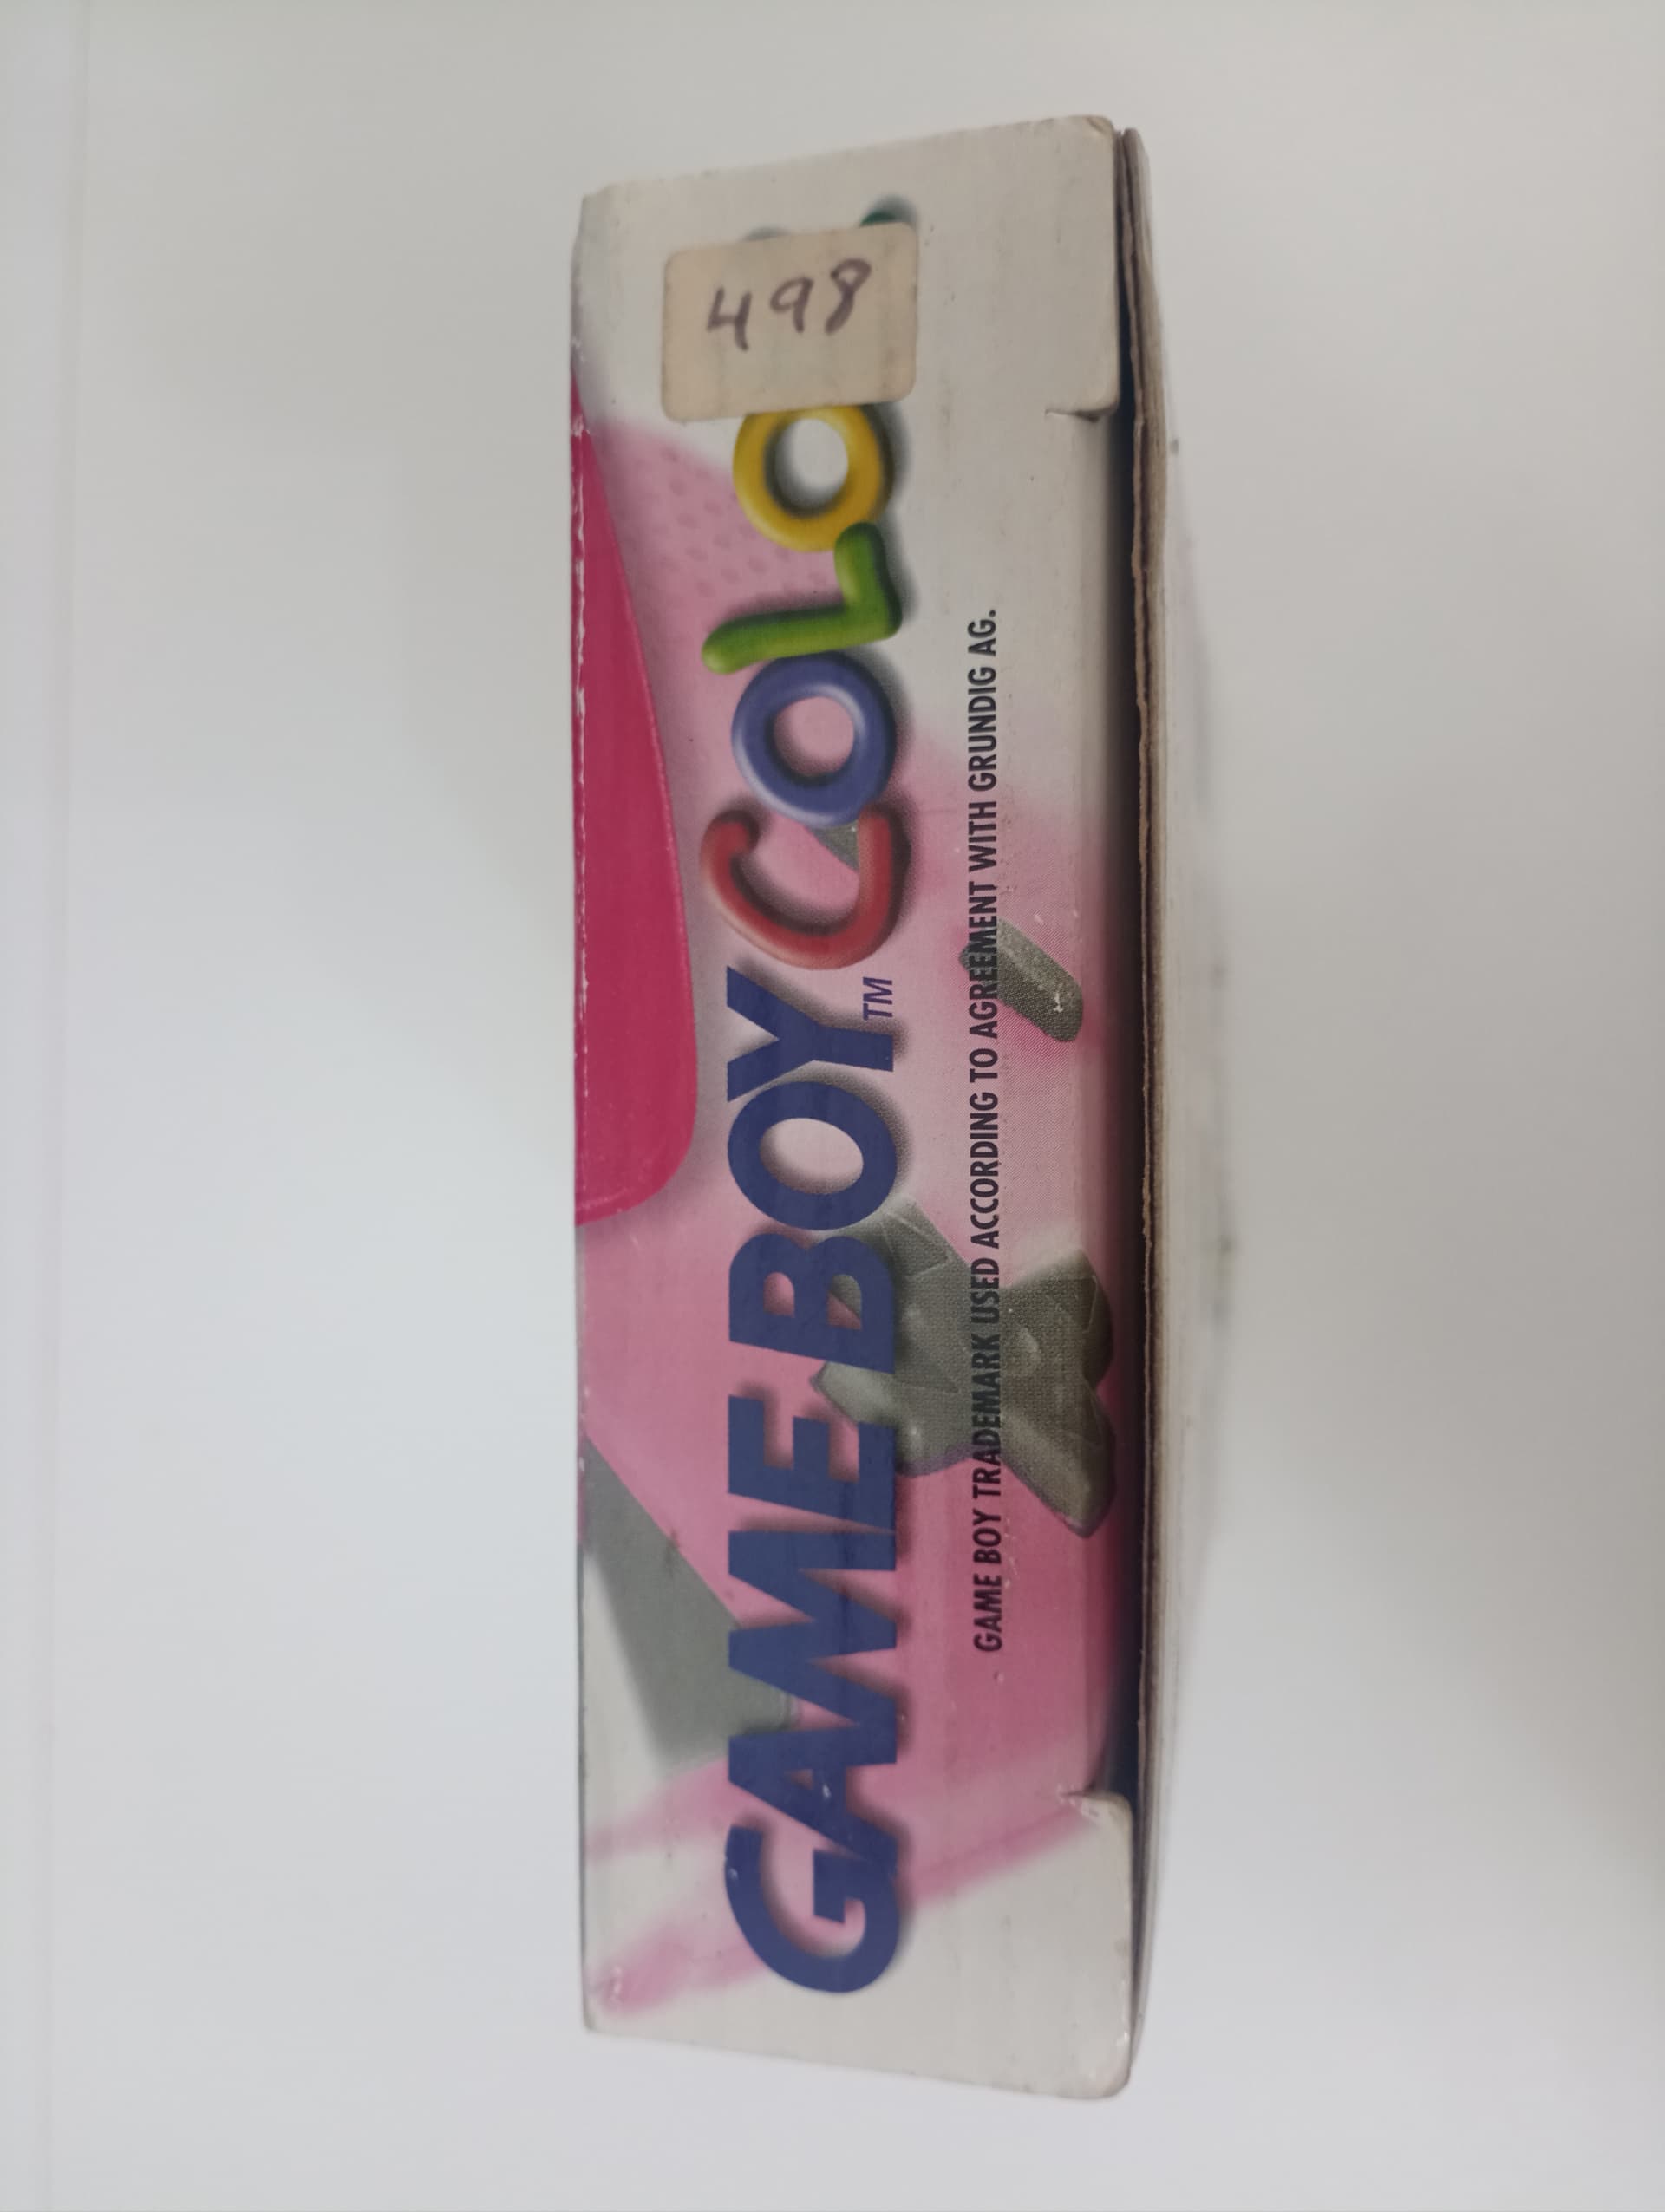 GAME BOY™ COLO
498
GAME BOY TRADEMARK USED ACCORDING TO AGREEMENT WITH GRUNDIG AG.